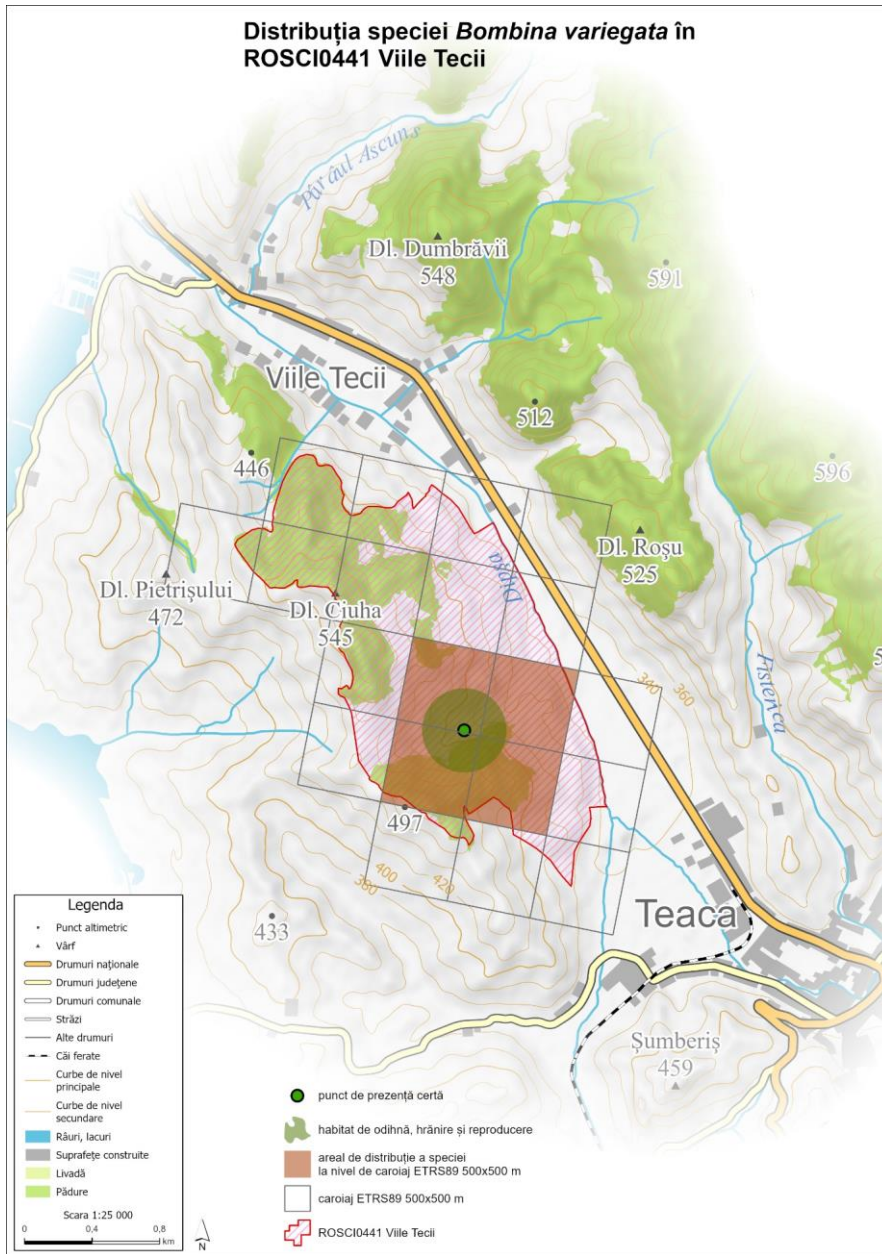 Distribuția speciei Bombina variegata în
ROSCI0441 Viile Tecii
Pârâul Ascuns
Dl. Dumbrăvii
548
591
Viile Tecii
512
446
596
Dl. Roșu
525
Dipșa
Dl. Pietrișului
472
Dl. Ciuha
545
Fisterica
340
360
497
380
400
420
433
Teaca
Șumberiș
459
Legenda
Punct altimetric
Vârf
Drumuri naționale
Drumuri județene
Drumuri comunale
Străzi
Alte drumuri
Căi ferate
Curbe de nivel
principale
Curbe de nivel
secundare
Râuri, lacuri
Suprafețe construite
Livadă
Pădure
Scara 1:25 000
0 0,4 0,8
km
N
punct de prezență certă
habitat de odihnă, hrănire și reproducere
areal de distribuție a speciei
la nivel de caroiaj ETRS89 500x500 m
caroiaj ETRS89 500x500 m
ROSCI0441 Viile Tecii